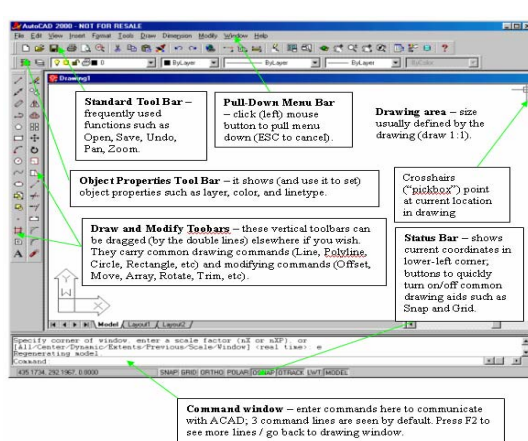 AutoCAD 2000 - NOT FOR RESALE
File Edit View Insert Format Tools Draw Dimension Modify Window Help
0 ByLayer ByLayer ByLayer ByColor
Drawing1
Standard Tool Bar –
frequently used
functions such as
Open, Save, Undo,
Pan, Zoom.
Pull-Down Menu Bar
– click (left) mouse
button to pull menu
down (ESC to cancel).
Drawing area – size
usually defined by the
drawing (draw 1:1).
Object Properties Tool Bar – it shows (and use it to set)
object properties such as layer, color, and linetype.
Crosshairs
("pickbox") point
at current location
in drawing
Draw and Modify Toobars – these vertical toolbars can
be dragged (by the double lines) elsewhere if you wish.
They carry common drawing commands (Line, Polyline,
Circle, Rectangle, etc) and modifying commands (Offset,
Move, Array, Rotate, Trim, etc).
Status Bar – shows
current coordinates in
lower-left corner;
buttons to quickly
turn on/off common
drawing aids such as
Snap and Grid.
Y
W
X
Model Layout1 Layout2
Specify corner of window, enter a scale factor (nX or nXP), or
[All/Center/Dynamic/Extents/Previous/Scale/Window] <real time>: e
Regenerating model.
Command:
435.1734, 292.1967, 0.0000 SNAP GRID ORTHO POLAR OSNAP OTRACK LWT MODEL
Command window – enter commands here to communicate
with ACAD; 3 command lines are seen by default. Press F2 to
see more lines / go back to drawing window.